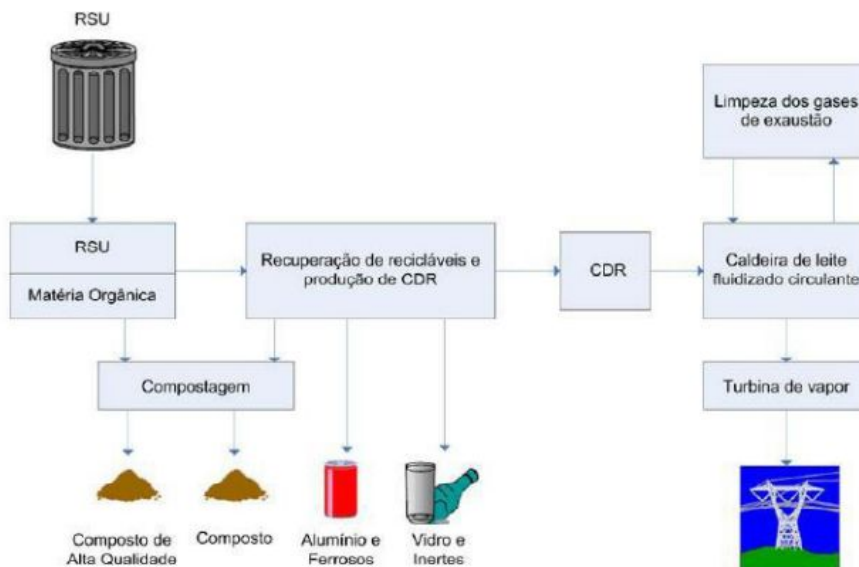 RSU
Limpeza dos gases
de exaustão
RSU
Matéria Orgânica
Recuperação de recicláveis e
produção de CDR
CDR
Caldeira de leite
fluidizado circulante
Compostagem
Turbina de vapor
Composto de
Alta Qualidade
Composto
Alumínio e
Ferrosos
Vidro e
Inertes